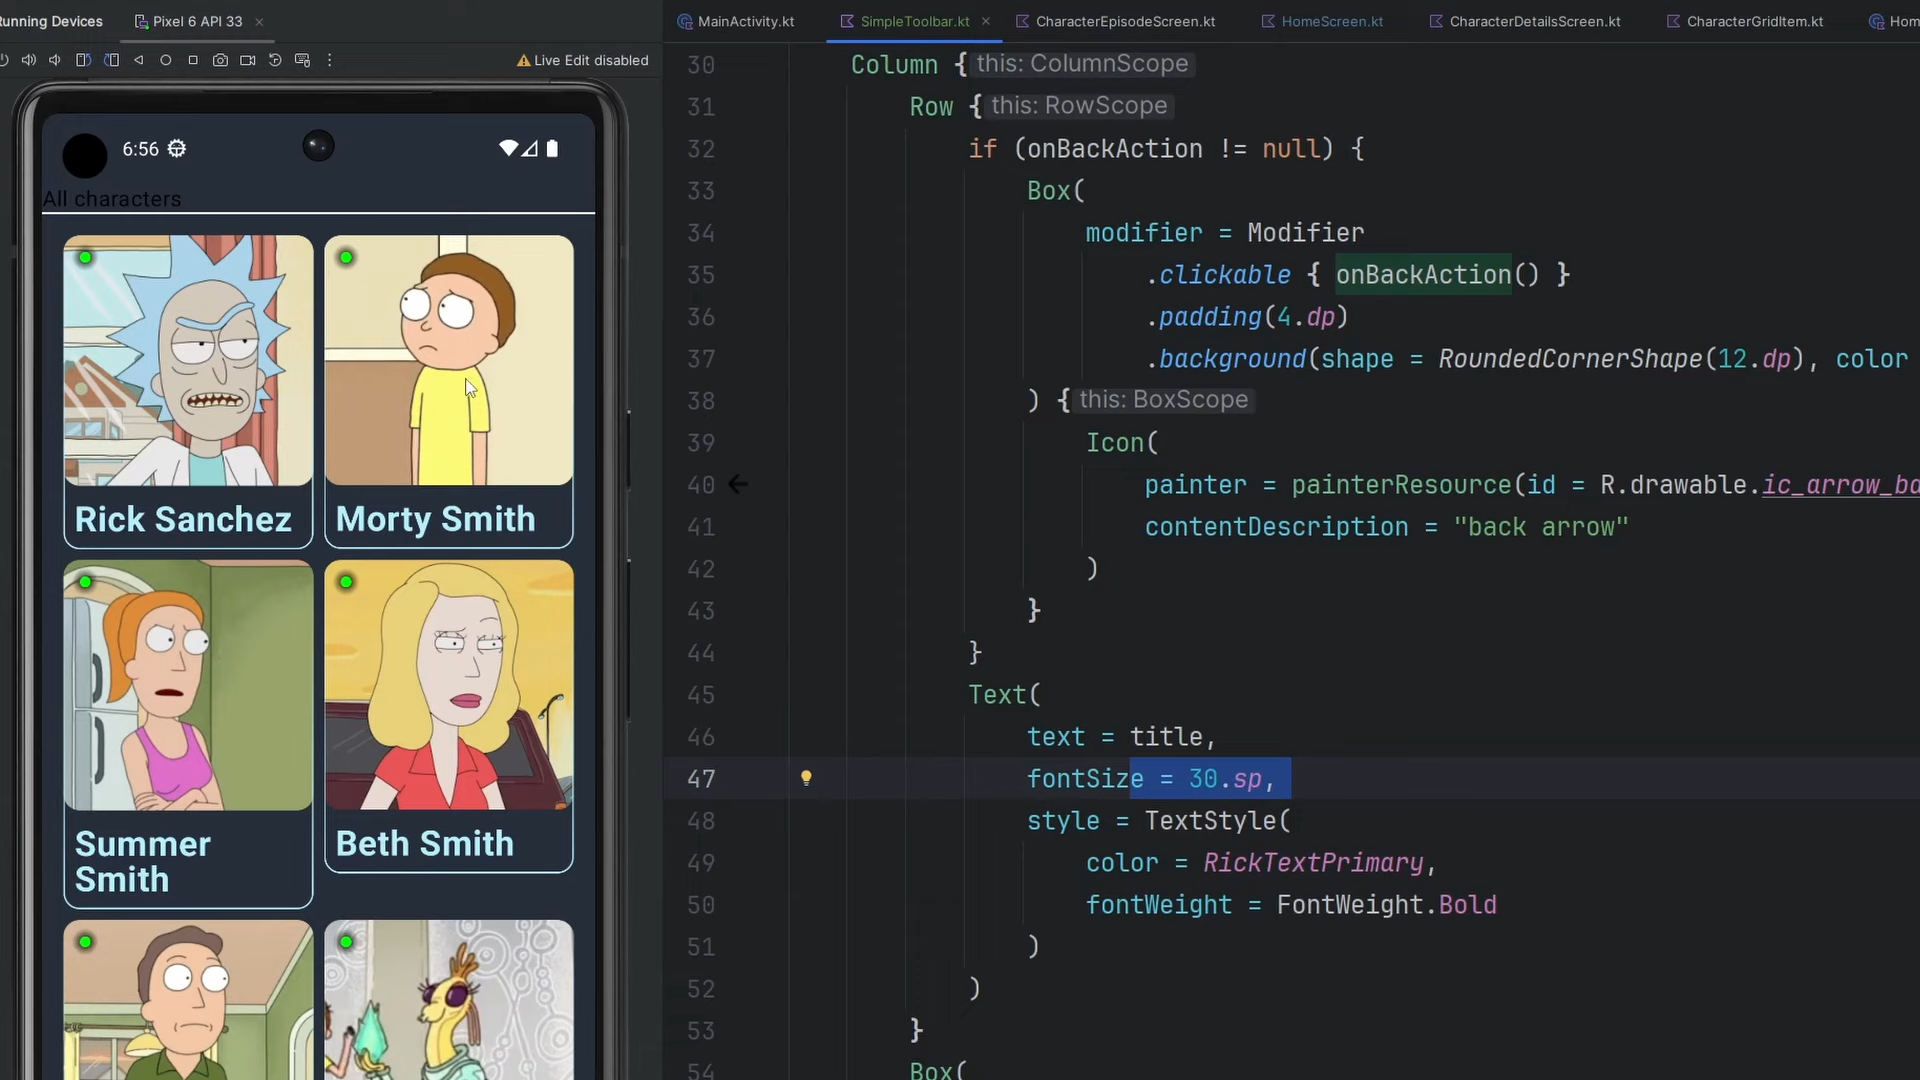 Running Devices
Pixel 6 API 33
Live Edit disabled
6:56
All characters
Rick Sanchez
Morty Smith
Summer
Smith
Beth Smith
MainActivity.kt
SimpleToolbar.kt
CharacterEpisodeScreen.kt
HomeScreen.kt
CharacterDetailsScreen.kt
CharacterGridItem.kt
Hom
30 Column { this: ColumnScope
31 Row { this: RowScope
32 if (onBackAction != null) {
33 Box(
34 modifier = Modifier
35 .clickable { onBackAction() }
36 .padding(4.dp)
37 .background(shape = RoundedCornerShape(12.dp), color
38 ) { this: BoxScope
39 Icon(
40 painter = painterResource(id = R.drawable.ic_arrow_ba
41 contentDescription = "back arrow"
42 )
43 }
44 }
45 Text(
46 text = title,
47 fontSize = 30.sp,
48 style = TextStyle(
49 color = RickTextPrimary,
50 fontWeight = FontWeight.Bold
51 )
52 )
53 }
54 Box(